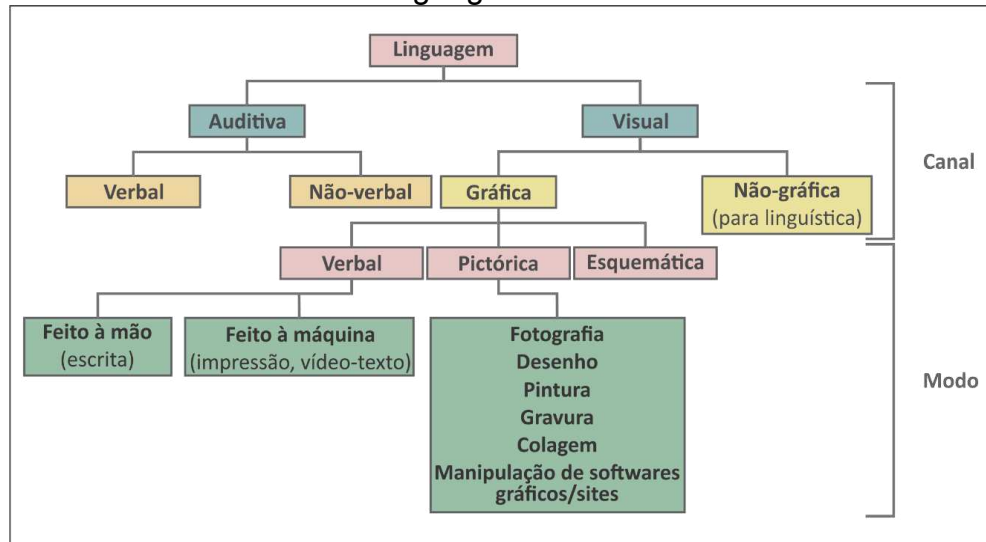 Linguagem
Auditiva
Visual
Canal
Verbal
Não-verbal
Gráfica
Não-gráfica
(para linguística)
Verbal
Pictórica
Esquemática
Feito à mão
(escrita)
Feito à máquina
(impressão, vídeo-texto)
Fotografia
Desenho
Pintura
Gravura
Colagem
Manipulação de softwares
gráficos/sites
Modo